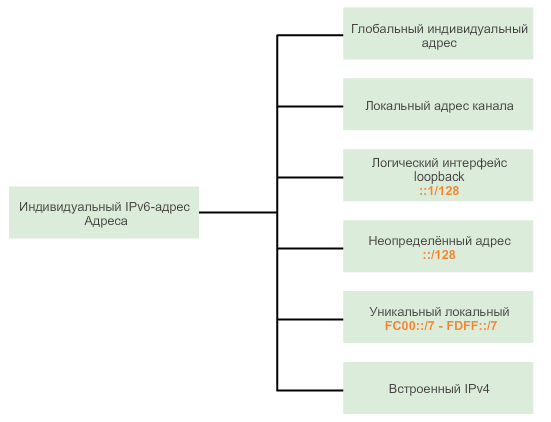 Глобальный индивидуальный
адрес
Локальный адрес канала
Логический интерфейс
loopback
::1/128
Индивидуальный IPv6-адрес
Адреса
Неопределённый адрес
::/128
Уникальный локальный
FC00::/7 - FDFF::/7
Встроенный IPv4